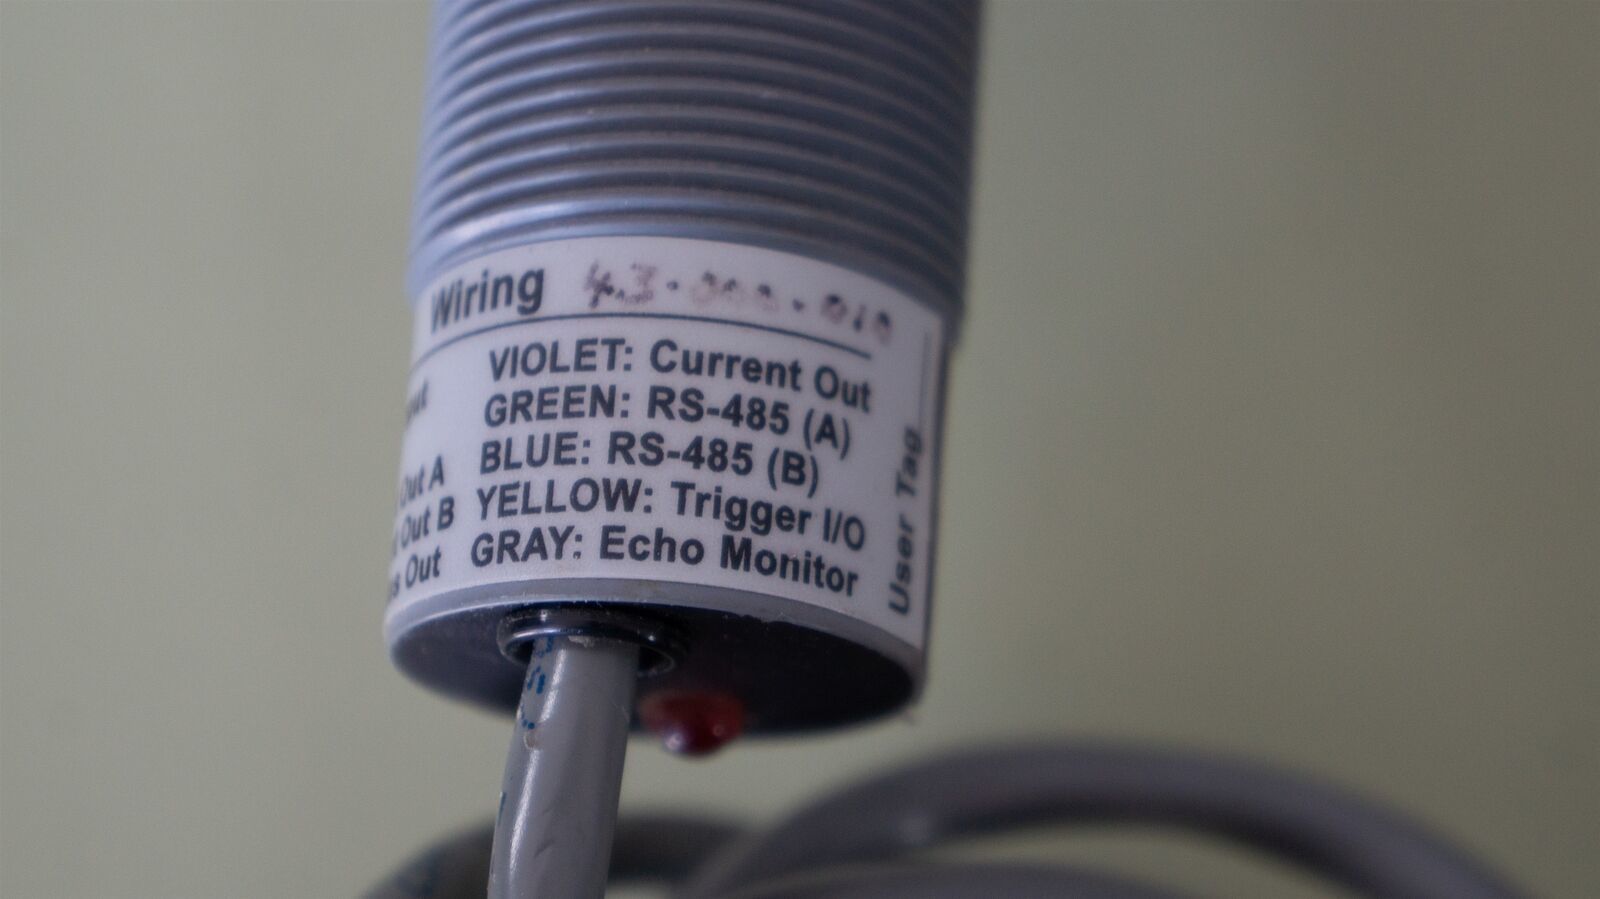 Wiring
VIOLET: Current Out
GREEN: RS-485 (A)
BLUE: RS-485 (B)
YELLOW: Trigger I/O
GRAY: Echo Monitor
Out A
Out B
Out
User Tag